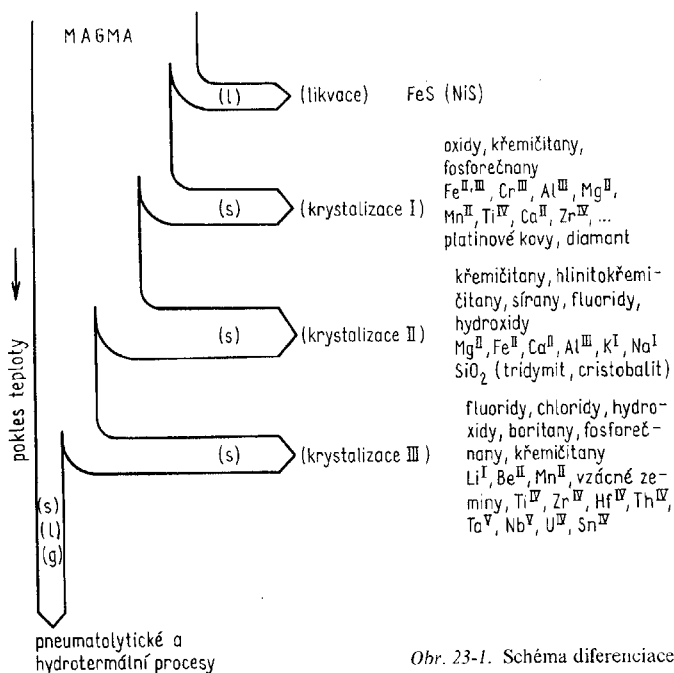 MAGMA
(l) (likvace) FeS (NiS)
oxidy, křemičitany,
fosforečnany
Fe^II,III, Cr^III, Al^III, Mg^II,
Mn^II, Ti^IV, Ca^II, Zr^IV, ...
(s) (krystalizace I)
platinové kovy, diamant
pokles teploty
křemičitany, hlinitokřemi-
čitany, sírany, fluoridy,
hydroxidy
(s) (krystalizace II)
Mg^II, Fe^II, Ca^II, Al^III, K^I, Na^I
SiO₂ (tridymit, cristobalit)
fluoridy, chloridy, hydro-
xidy, boritany, fosforeč-
nany, křemičitany
(s) (krystalizace III)
Li^I, Be^II, Mn^II, vzácné ze-
miny, Ti^IV, Zr^IV, Hf^IV, Th^IV,
Ta^V, Nb^V, U^IV, Sn^IV
(s)
(l)
(g)
pneumatolytické a
hydrotermální procesy
Obr. 23-1. Schéma diferenciace